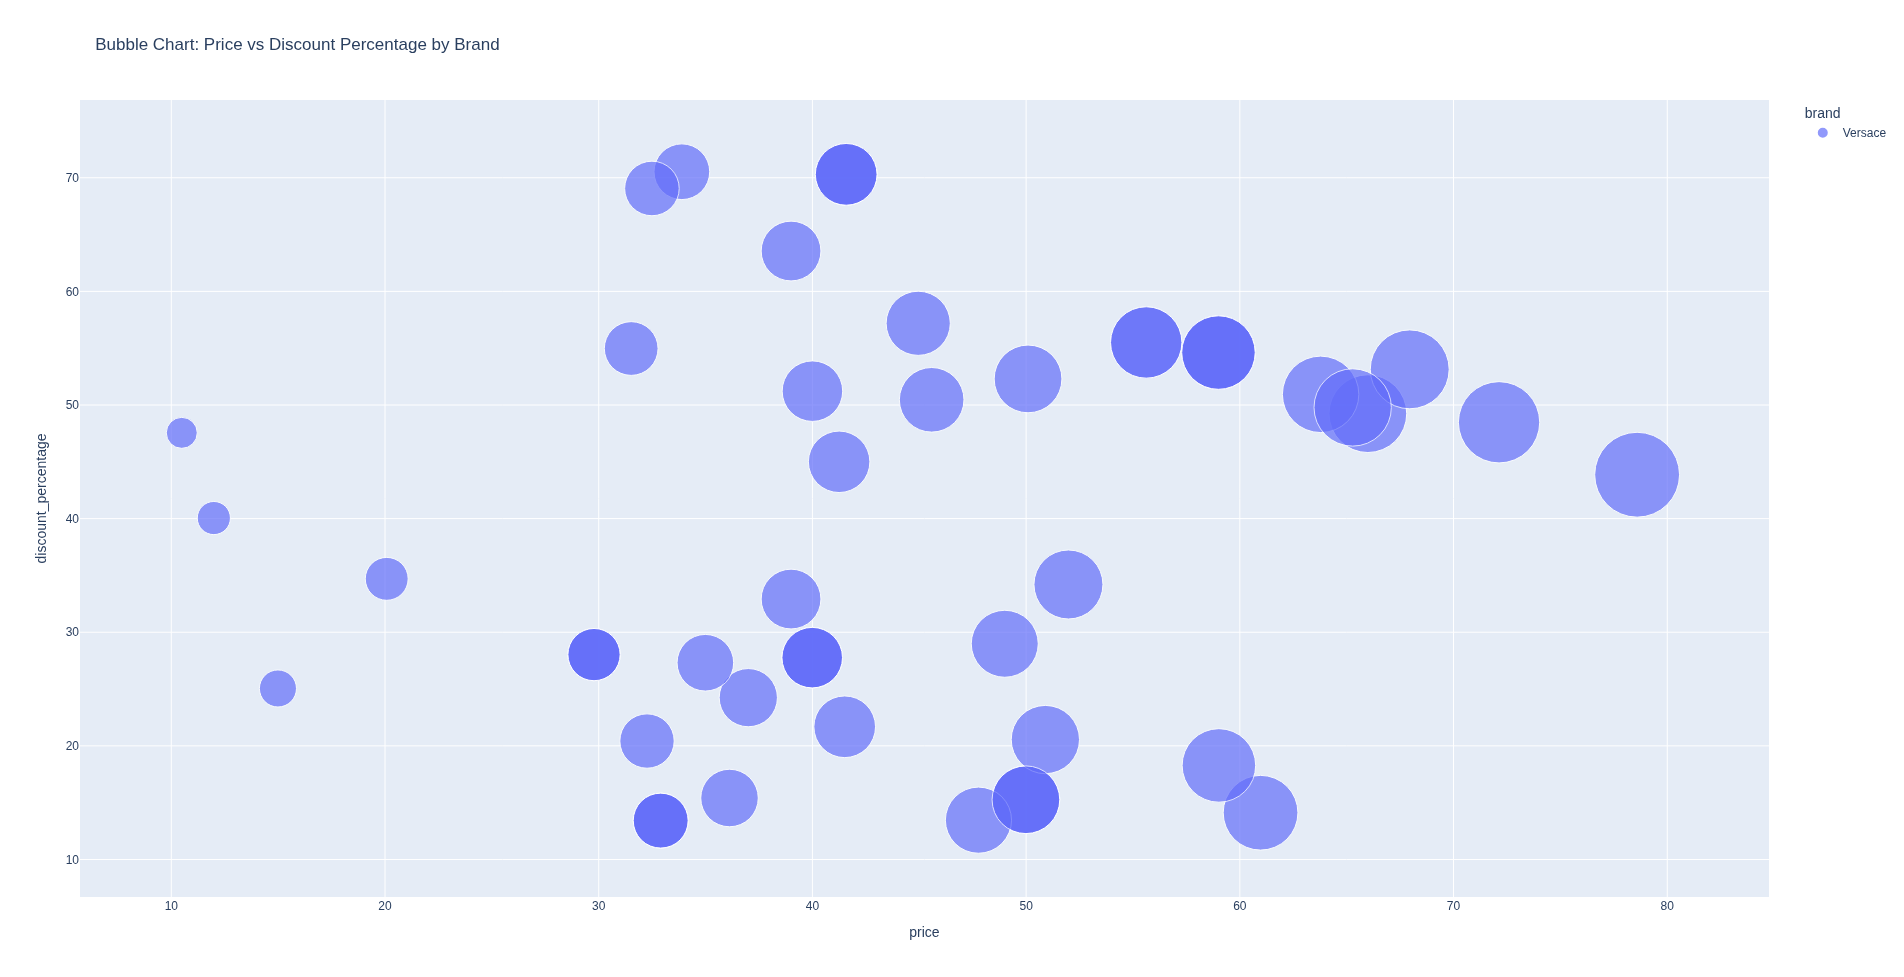 Bubble Chart: Price vs Discount Percentage by Brand
brand
Versace
discount_percentage
70
60
50
40
30
20
10
10 20 30 40 50 60 70 80
price